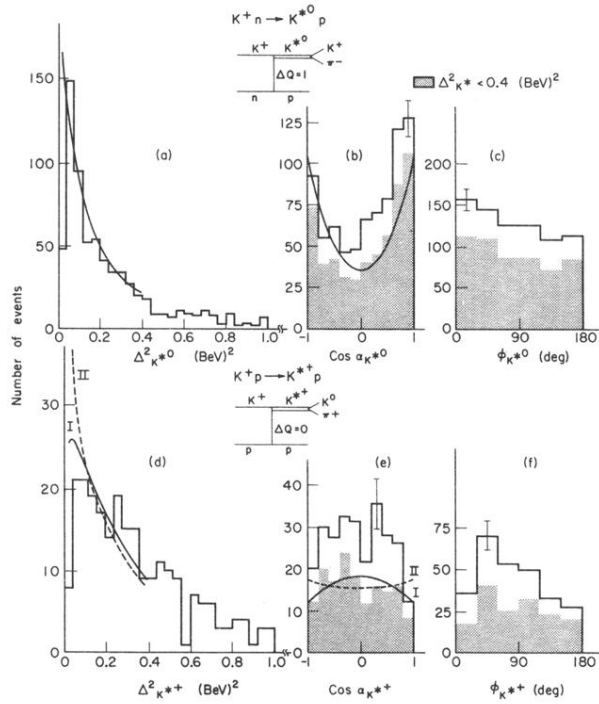 K⁺ n → K*⁰ p
K⁺ K*⁰ K⁺
π⁻
ΔQ=1
n p
Δ²K* < 0.4 (BeV)²
150
100
50
0
(a)
0 0.2 0.4 0.6 0.8 1.0
Δ²K*⁰ (BeV)²
125
100
75
50
25
0
(b)
-1 0 1
Cos αK*⁰
200
150
100
50
0
(c)
0 90 180
φK*⁰ (deg)
Number of events
K⁺ p → K*⁺ p
K⁺ K*⁺ K⁰
π⁺
ΔQ=0
p p
30
20
10
0
II
I
(d)
0 0.2 0.4 0.6 0.8 1.0
Δ²K*⁺ (BeV)²
40
30
20
10
0
(e)
II
I
-1 0 1
Cos αK*⁺
75
50
25
0
(f)
0 90 180
φK*⁺ (deg)